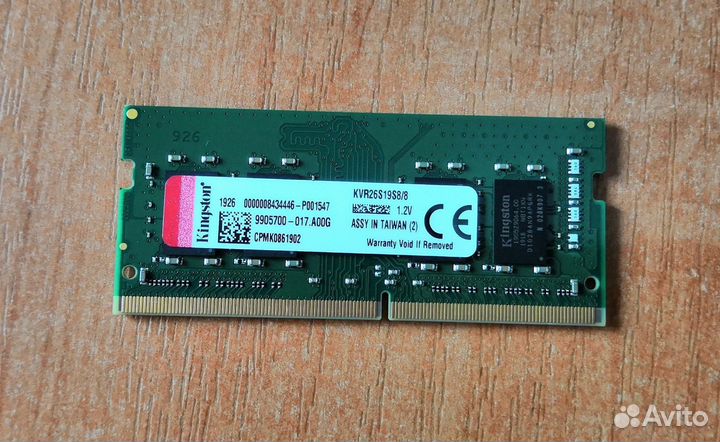 926
Kingston
1926 0000008434446-P001547
9905700-017.A00G
CPMK0861902
KVR26S19S8/8
1.2V
ASSY IN TAIWAN (2)
Warranty Void If Removed
CE
Kingston
Avito